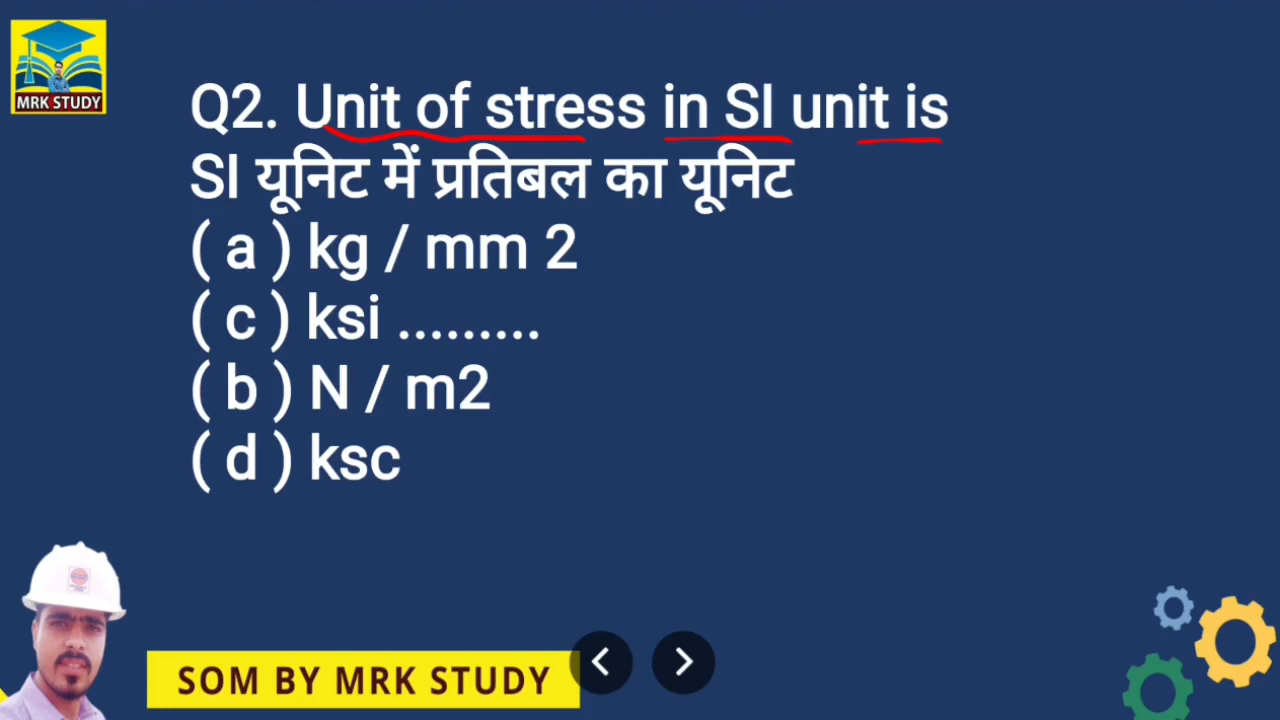 MRK STUDY
Q2. Unit of stress in SI unit is
SI यूनिट में प्रतिबल का यूनिट
( a ) kg / mm 2
( c ) ksi .........
( b ) N / m2
( d ) ksc
SOM BY MRK STUDY